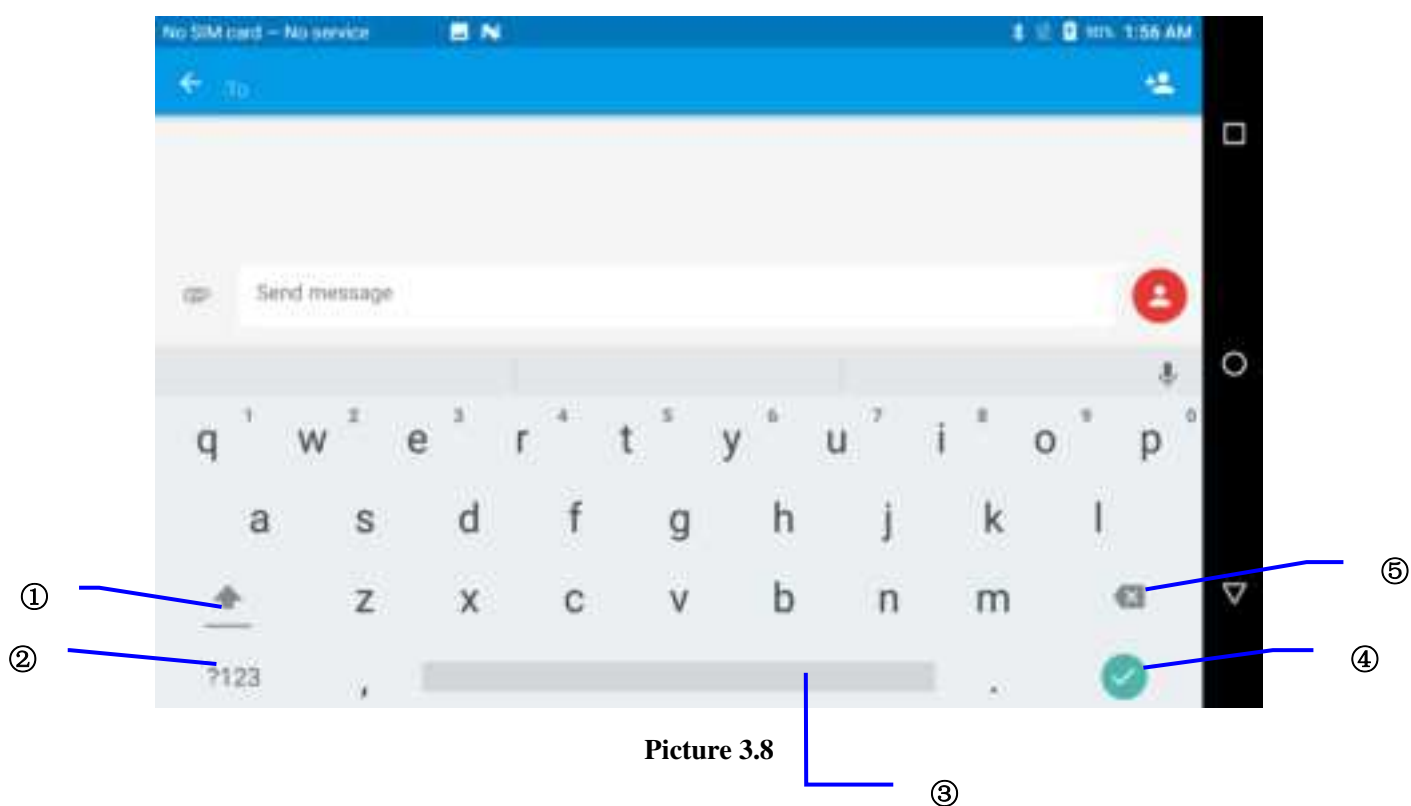 No SIM card – No service 1:56 AM
To
Send message
q 1 w 2 e 3 r 4 t 5 y 6 u 7 i 8 o 9 p 0
a s d f g h j k l
① z x c v b n m ⑤
② ?123 , . ④
Picture 3.8
③